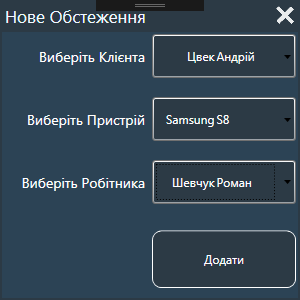 Нове Обстеження
Виберіть Клієнта
Цвек Андрій
Виберіть Пристрій
Samsung S8
Виберіть Робітника
Шевчук Роман
Додати